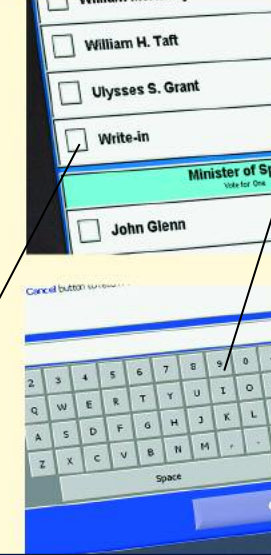 William H. Taft
Ulysses S. Grant
Write-in
Minister of Sp
Vote for One
John Glenn
Cancel button to
2 3 4 5 6 7 8 9 0
Q W E R T Y U I O
A S D F G H J K L
Z X C V B N M , .
Space